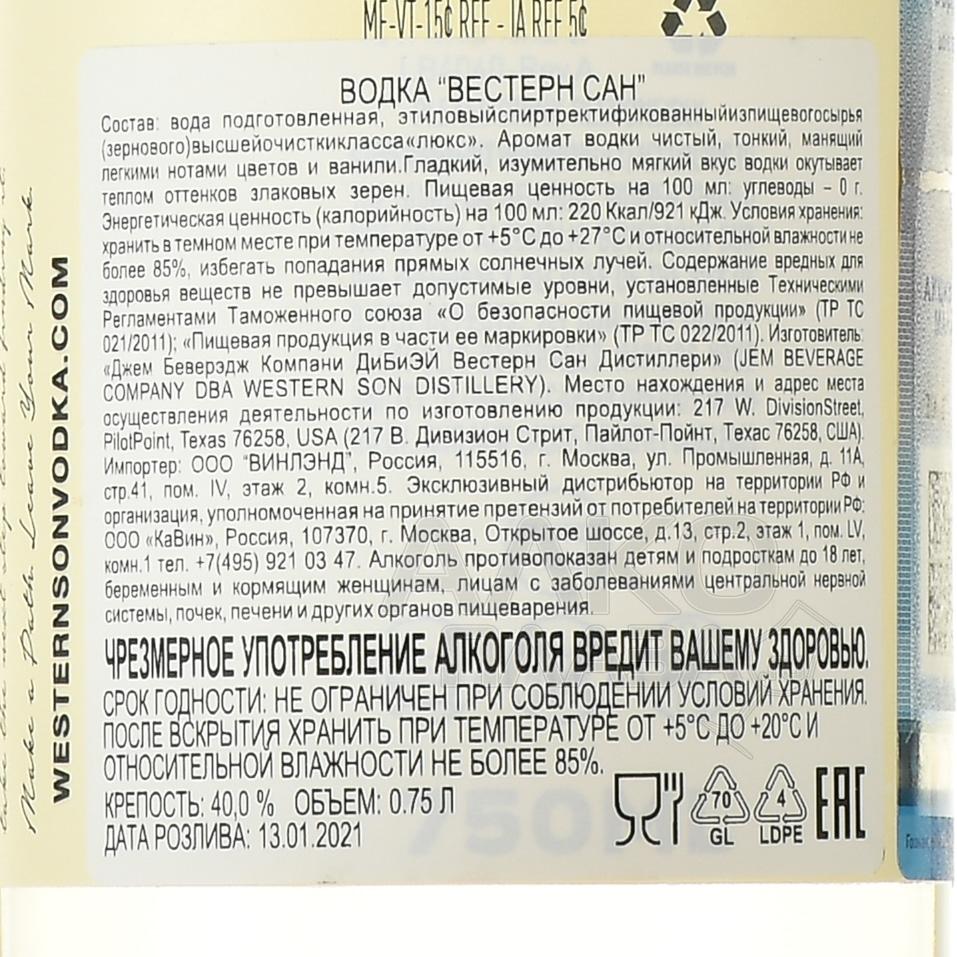 ME-VT-15¢ REF - IA REF 5¢
ВОДКА “ВЕСТЕРН САН”
Состав: вода подготовленная, этиловыйспиртректификованныйизпищевогосырья
(зернового)высшейочисткикласса«люкс». Аромат водки чистый, тонкий, манящий
легкими нотами цветов и ванили.Гладкий, изумительно мягкий вкус водки окутывает
теплом оттенков злаковых зерен. Пищевая ценность на 100 мл: углеводы – 0 г.
Энергетическая ценность (калорийность) на 100 мл: 220 Ккал/921 кДж. Условия хранения:
хранить в темном месте при температуре от +5°С до +27°С и относительной влажности не
более 85%, избегать попадания прямых солнечных лучей. Содержание вредных для
здоровья веществ не превышает допустимые уровни, установленные Техническими
Регламентами Таможенного союза «О безопасности пищевой продукции» (ТР ТС
021/2011); «Пищевая продукция в части ее маркировки» (ТР ТС 022/2011). Изготовитель:
«Джем Беверэдж Компани ДиБиЭй Вестерн Сан Дистиллери» (JEM BEVERAGE
COMPANY DBA WESTERN SON DISTILLERY). Место нахождения и адрес места
осуществления деятельности по изготовлению продукции: 217 W. DivisionStreet,
PilotPoint, Texas 76258, USA (217 В. Дивизион Стрит, Пайлот-Пойнт, Техас 76258, США).
Импортер: ООО “ВИНЛЭНД”, Россия, 115516, г. Москва, ул. Промышленная, д. 11А,
стр.41, пом. IV, этаж 2, комн.5. Эксклюзивный дистрибьютор на территории РФ и
организация, уполномоченная на принятие претензий от потребителей на территории РФ:
ООО «КаВин», Россия, 107370, г. Москва, Открытое шоссе, д.13, стр.2, этаж 1, пом. LV,
комн.1 тел. +7(495) 921 03 47. Алкоголь противопоказан детям и подросткам до 18 лет,
беременным и кормящим женщинам, лицам с заболеваниями центральной нервной
системы, почек, печени и других органов пищеварения.
ЧРЕЗМЕРНОЕ УПОТРЕБЛЕНИЕ АЛКОГОЛЯ ВРЕДИТ ВАШЕМУ ЗДОРОВЬЮ.
СРОК ГОДНОСТИ: НЕ ОГРАНИЧЕН ПРИ СОБЛЮДЕНИИ УСЛОВИЙ ХРАНЕНИЯ.
ПОСЛЕ ВСКРЫТИЯ ХРАНИТЬ ПРИ ТЕМПЕРАТУРЕ ОТ +5°С ДО +20°С И
ОТНОСИТЕЛЬНОЙ ВЛАЖНОСТИ НЕ БОЛЕЕ 85%.
КРЕПОСТЬ: 40,0 % ОБЪЕМ: 0.75 Л
ДАТА РОЗЛИВА: 13.01.2021
70
GL
4
LDPE
EAC
750ML
WESTERNSONVODKA.COM
Make a Path. Leave Your Mark.
АЛКО
ПИВА